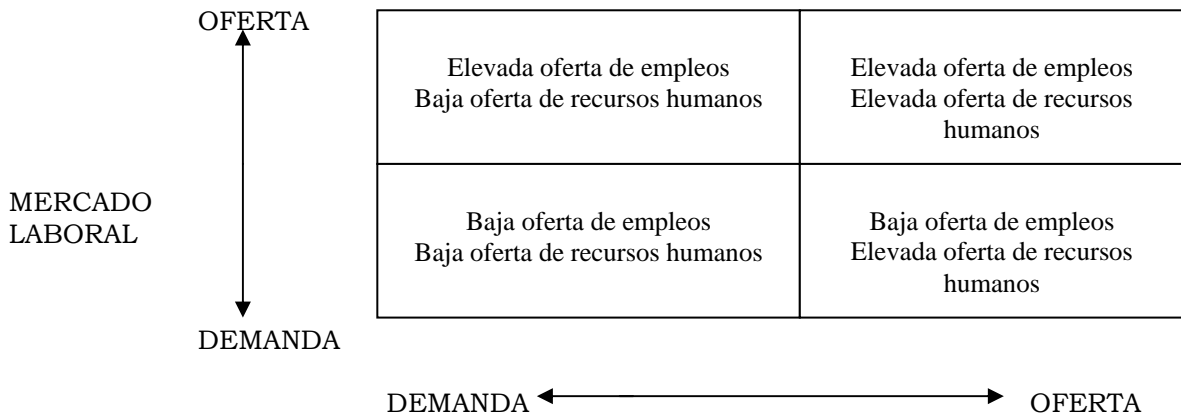 OFERTA
Elevada oferta de empleos
Baja oferta de recursos humanos
Elevada oferta de empleos
Elevada oferta de recursos
humanos
MERCADO
LABORAL
Baja oferta de empleos
Baja oferta de recursos humanos
Baja oferta de empleos
Elevada oferta de recursos
humanos
DEMANDA
DEMANDA
OFERTA